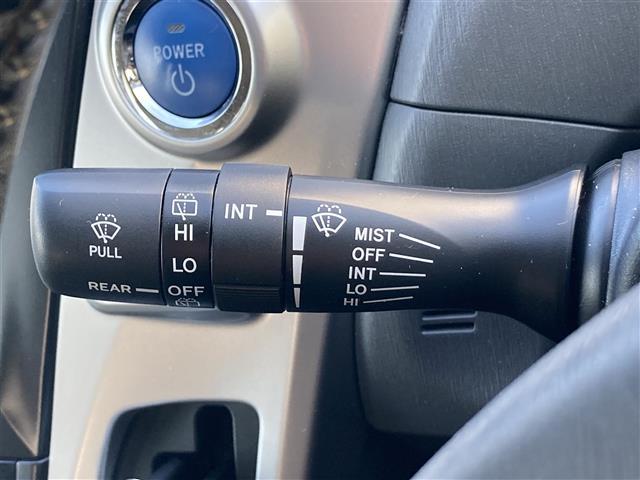 POWER
PULL
REAR
HI
LO
OFF
INT
MIST
OFF
INT
LO
HI